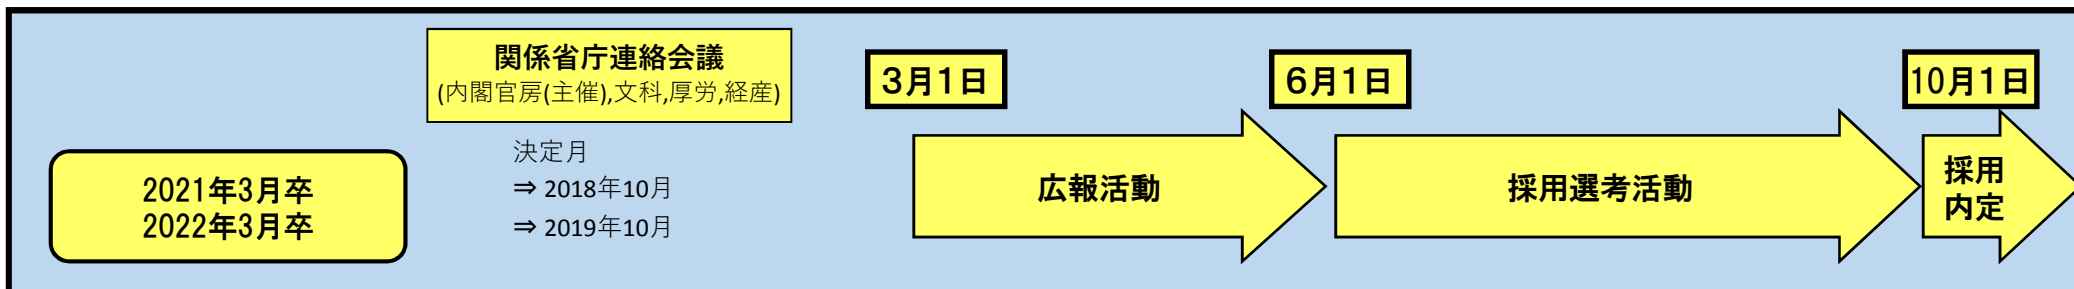 関係省庁連絡会議
(内閣官房(主催),文科,厚労,経産)
3月1日
6月1日
10月1日
2021年3月卒
2022年3月卒
決定月
⇒ 2018年10月
⇒ 2019年10月
広報活動
採用選考活動
採用
内定